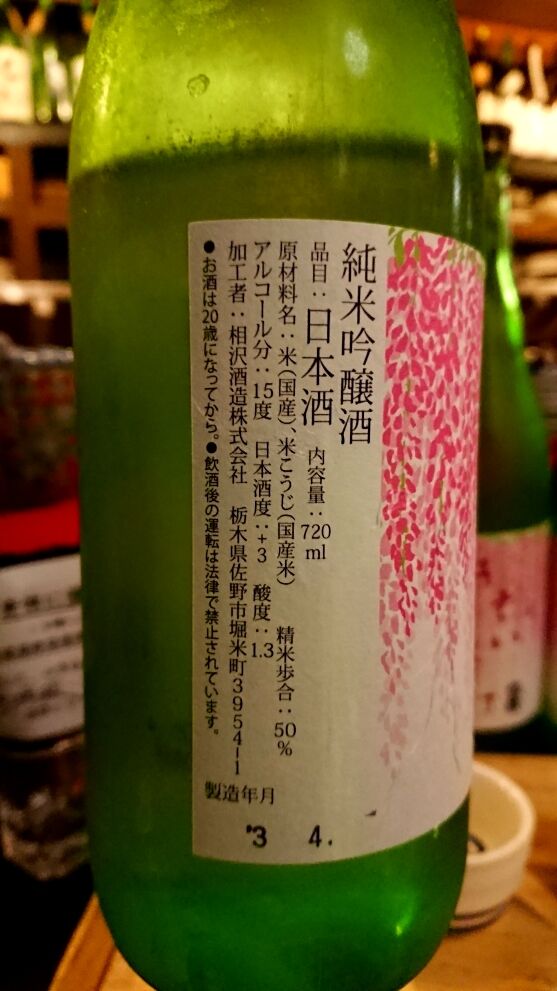 純米吟醸酒
品目：日本酒　内容量：720ml
原材料名：米（国産）、米こうじ（国産米）　精米歩合：50%
アルコール分：15度　日本酒度：+3　酸度：1.3
加工者：相沢酒造株式会社　栃木県佐野市堀米町3954-1
●お酒は20歳になってから。●飲酒後の運転は法律で禁止されています。
製造年月
'3 4.